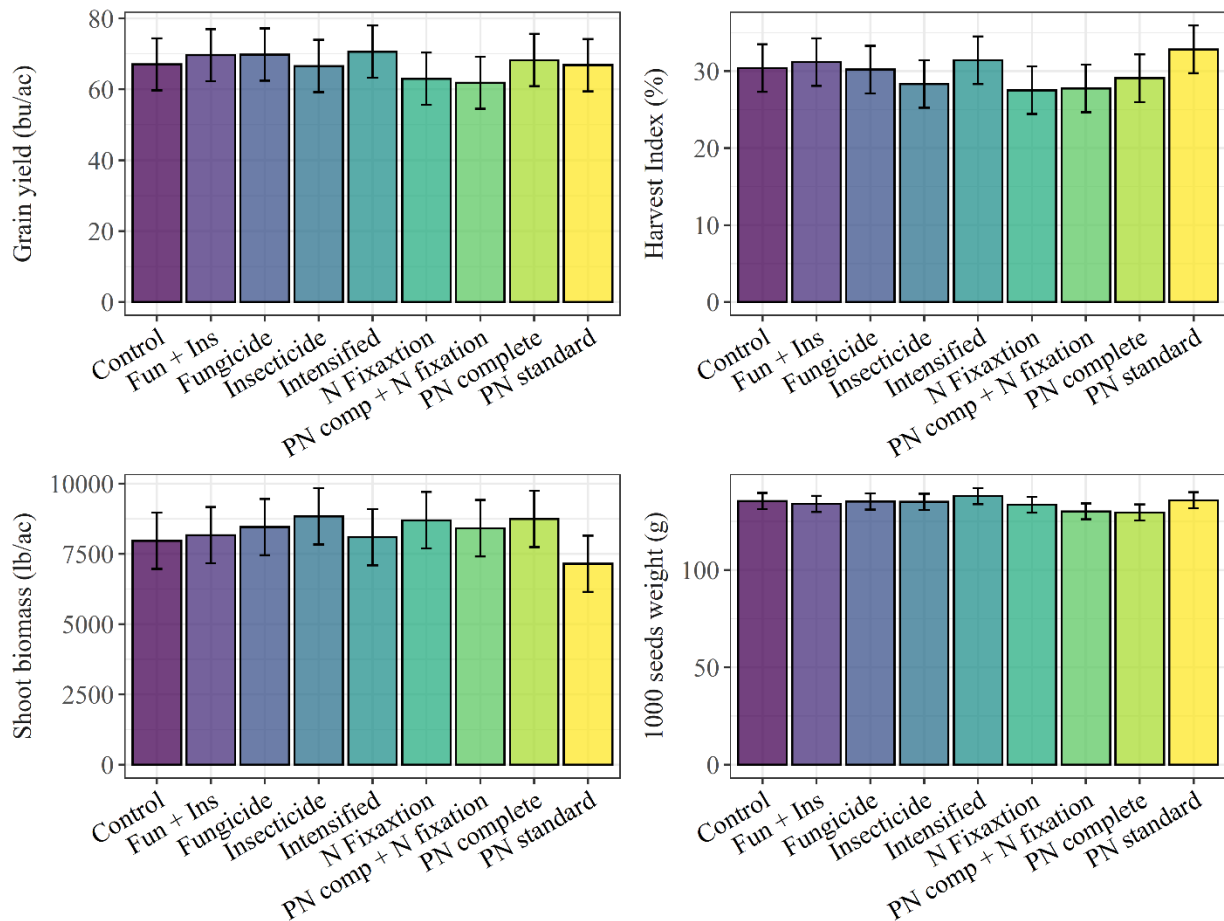 Grain yield (bu/ac)
80
60
40
20
0
Control
Fun + Ins
Fungicide
Insecticide
Intensified
N Fixaxtion
PN comp + N fixation
PN complete
PN standard
Harvest Index (%)
30
20
10
0
Control
Fun + Ins
Fungicide
Insecticide
Intensified
N Fixaxtion
PN comp + N fixation
PN complete
PN standard
Shoot biomass (lb/ac)
10000
7500
5000
2500
0
Control
Fun + Ins
Fungicide
Insecticide
Intensified
N Fixaxtion
PN comp + N fixation
PN complete
PN standard
1000 seeds weight (g)
100
50
0
Control
Fun + Ins
Fungicide
Insecticide
Intensified
N Fixaxtion
PN comp + N fixation
PN complete
PN standard